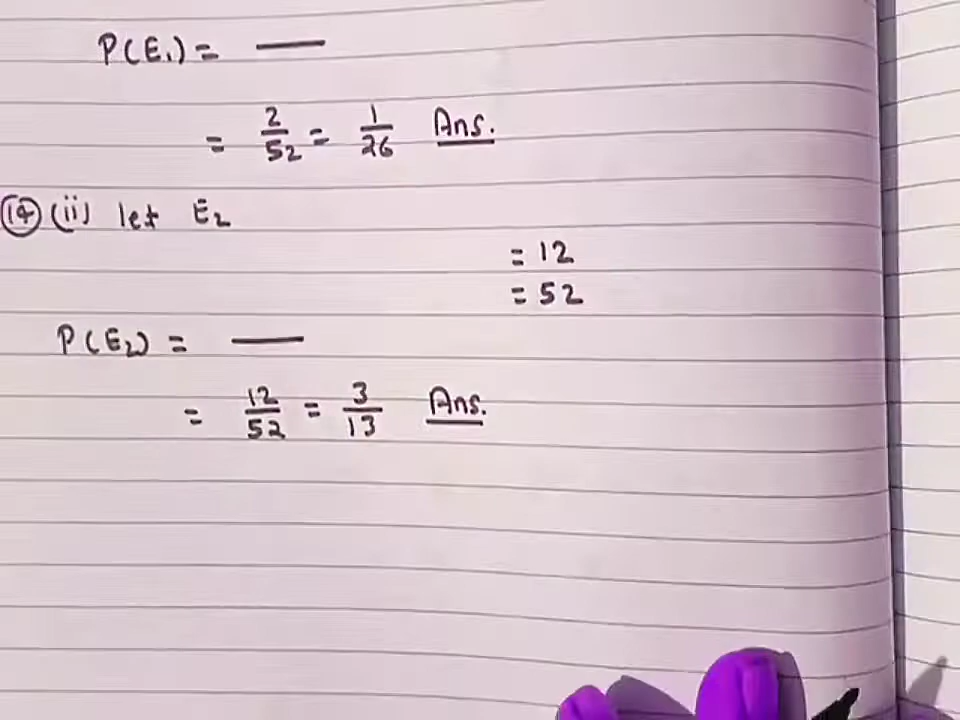 P(E₁) = —
= 2/52 = 1/26 Ans.
14 (ii) let E₂
= 12
= 52
P(E₂) = —
= 12/52 = 3/13 Ans.